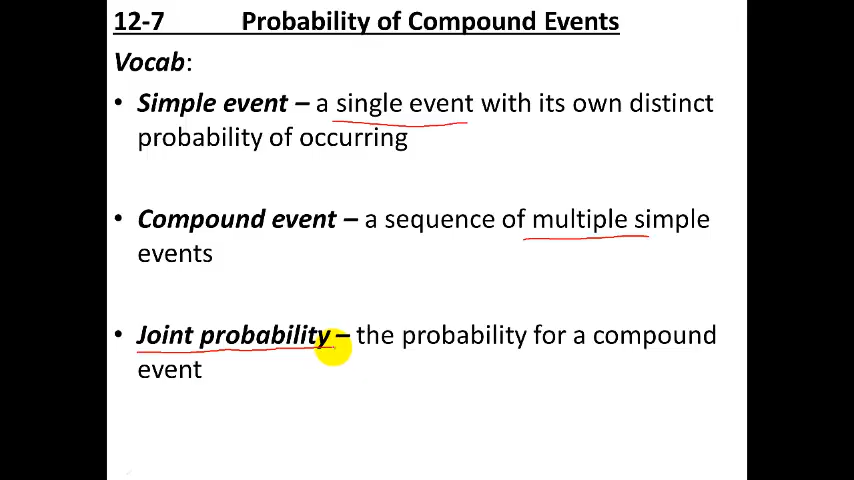 12-7 Probability of Compound Events
Vocab:
• Simple event – a single event with its own distinct
probability of occurring
• Compound event – a sequence of multiple simple
events
• Joint probability – the probability for a compound
event